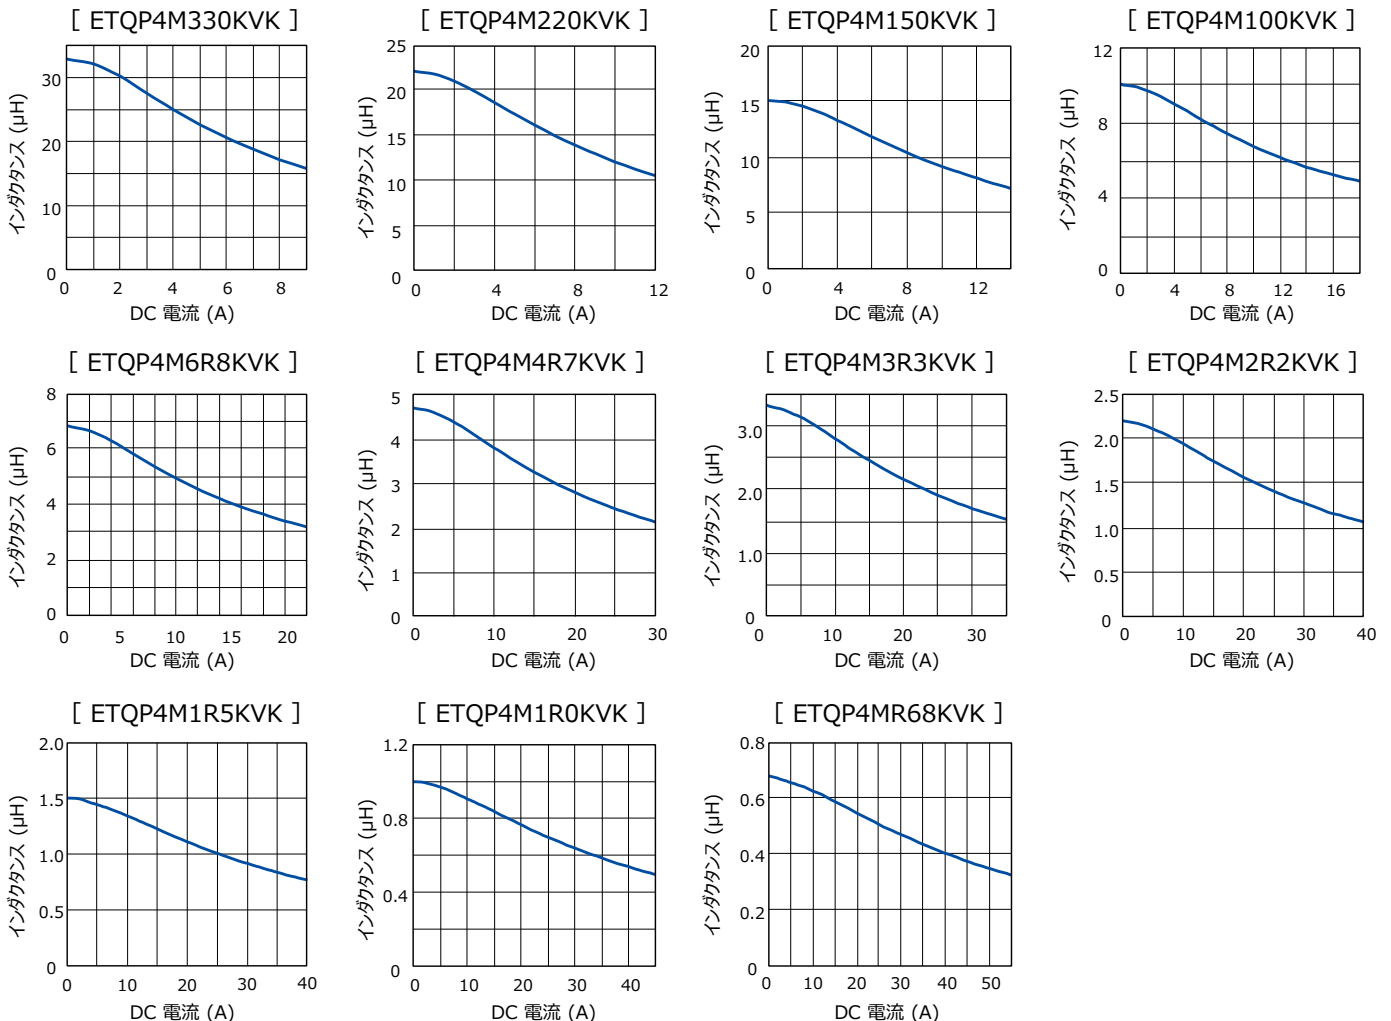 [ ETQP4M330KVK ]
インダクタンス (μH)
30
20
10
0
0 2 4 6 8
DC 電流 (A)
[ ETQP4M220KVK ]
インダクタンス (μH)
25
20
15
10
5
0
0 4 8 12
DC 電流 (A)
[ ETQP4M150KVK ]
インダクタンス (μH)
20
15
10
5
0
0 4 8 12
DC 電流 (A)
[ ETQP4M100KVK ]
インダクタンス (μH)
12
8
4
0
0 4 8 12 16
DC 電流 (A)
[ ETQP4M6R8KVK ]
インダクタンス (μH)
8
6
4
2
0
0 5 10 15 20
DC 電流 (A)
[ ETQP4M4R7KVK ]
インダクタンス (μH)
5
4
3
2
1
0
0 10 20 30
DC 電流 (A)
[ ETQP4M3R3KVK ]
インダクタンス (μH)
3.0
2.0
1.0
0
0 10 20 30
DC 電流 (A)
[ ETQP4M2R2KVK ]
インダクタンス (μH)
2.5
2.0
1.5
1.0
0.5
0
0 10 20 30 40
DC 電流 (A)
[ ETQP4M1R5KVK ]
インダクタンス (μH)
2.0
1.5
1.0
0.5
0
0 10 20 30 40
DC 電流 (A)
[ ETQP4M1R0KVK ]
インダクタンス (μH)
1.2
0.8
0.4
0
0 10 20 30 40
DC 電流 (A)
[ ETQP4MR68KVK ]
インダクタンス (μH)
0.8
0.6
0.4
0.2
0
0 10 20 30 40 50
DC 電流 (A)